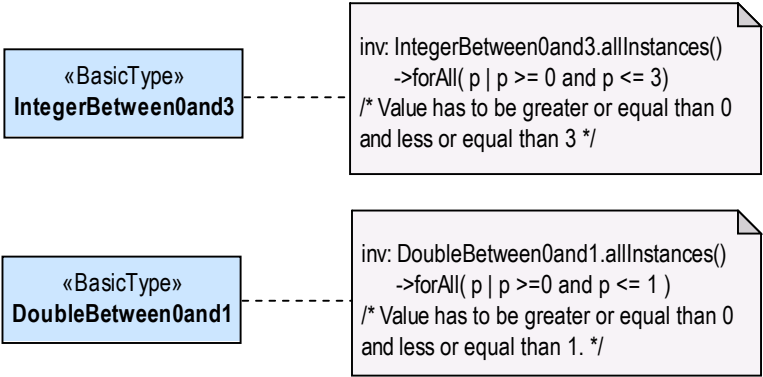 «BasicType»
IntegerBetween0and3
inv: IntegerBetween0and3.allInstances()
->forAll( p | p >= 0 and p <= 3)
/* Value has to be greater or equal than 0
and less or equal than 3 */
«BasicType»
DoubleBetween0and1
inv: DoubleBetween0and1.allInstances()
->forAll( p | p >=0 and p <= 1 )
/* Value has to be greater or equal than 0
and less or equal than 1. */